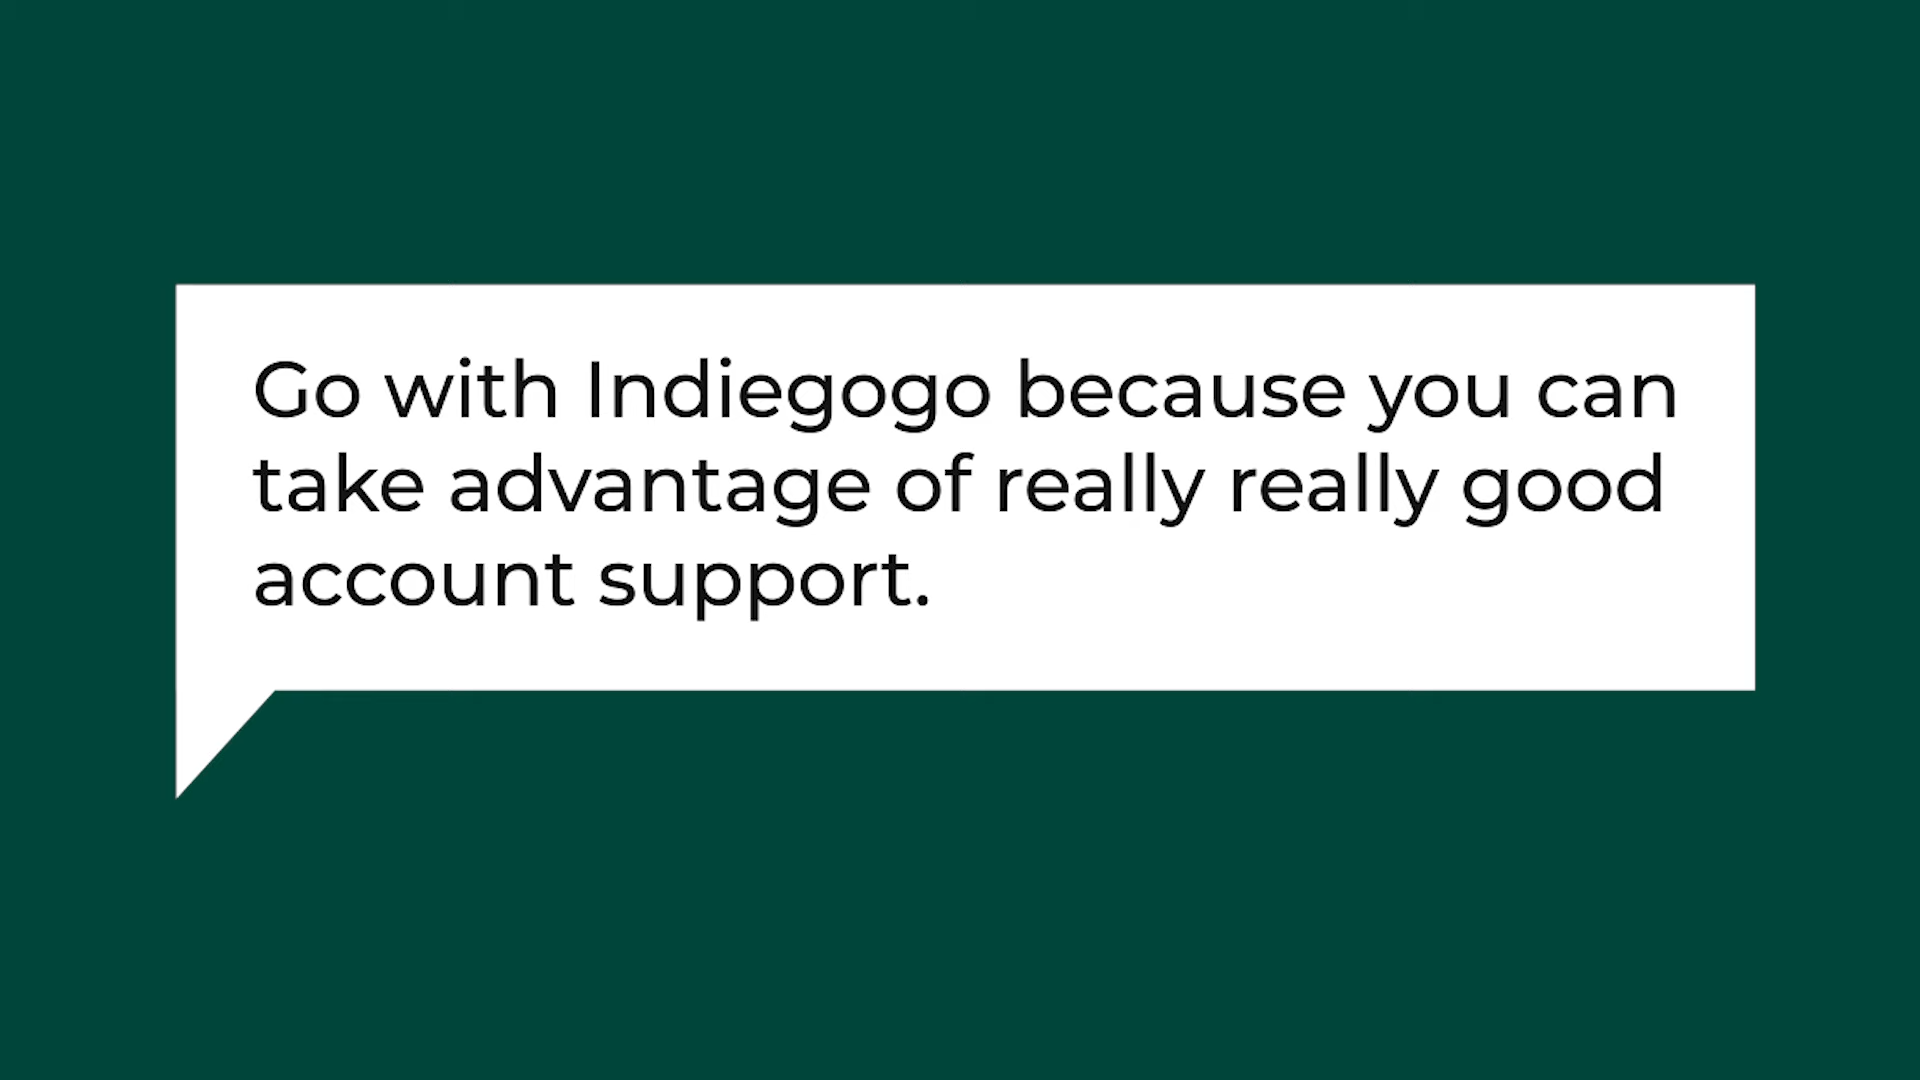 Go with Indiegogo because you can
take advantage of really really good
account support.